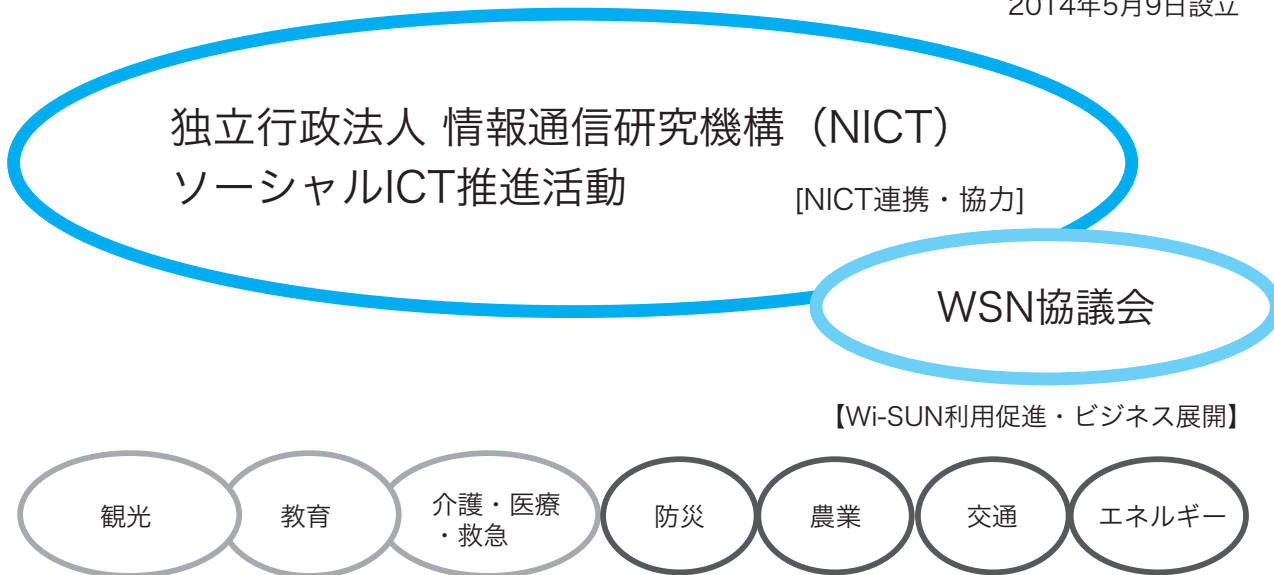 2014年5月9日設立
独立行政法人 情報通信研究機構（NICT）
ソーシャルICT推進活動
[NICT連携・協力]
WSN協議会
【Wi-SUN利用促進・ビジネス展開】
観光
教育
介護・医療
・救急
防災
農業
交通
エネルギー